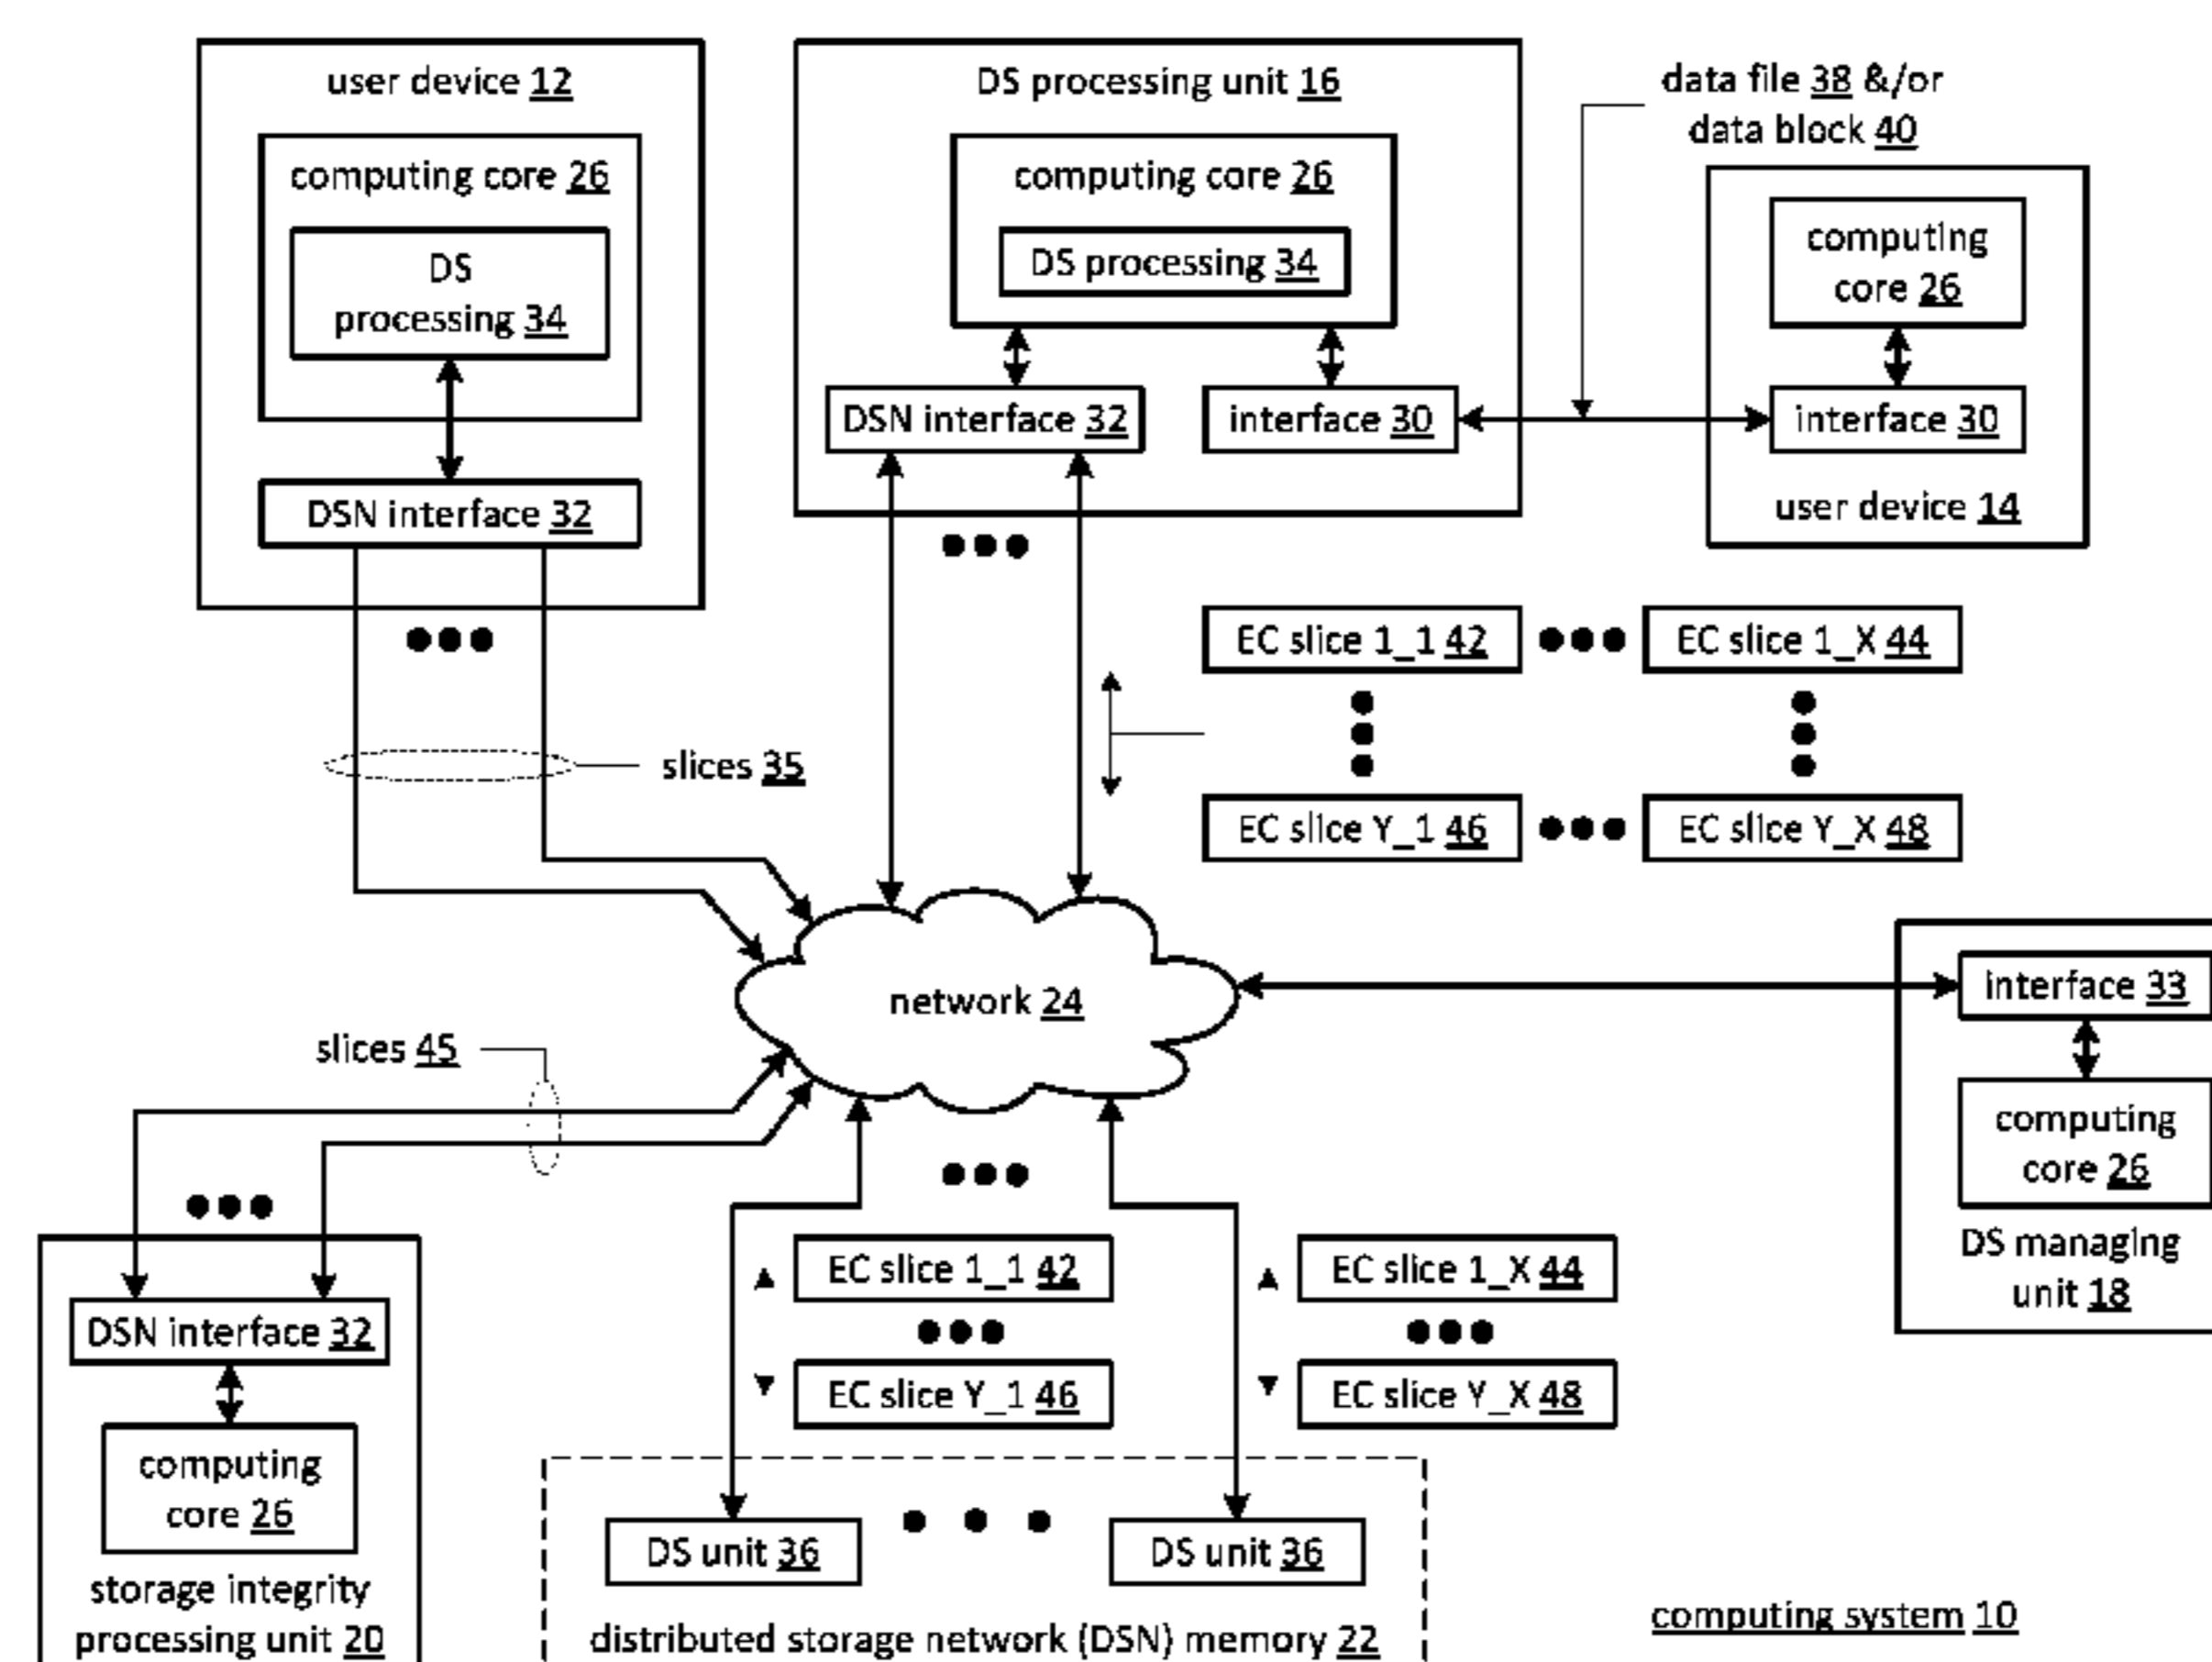 user device 12
computing core 26
DS
processing 34
DSN interface 32
slices 35
DS processing unit 16
computing core 26
DS processing 34
DSN interface 32
interface 30
data file 38 &/or
data block 40
computing
core 26
interface 30
user device 14
EC slice 1_1 42
EC slice 1_X 44
EC slice Y_1 46
EC slice Y_X 48
network 24
interface 33
computing
core 26
DS managing
unit 18
slices 45
DSN interface 32
computing
core 26
storage integrity
processing unit 20
EC slice 1_1 42
EC slice 1_X 44
EC slice Y_1 46
EC slice Y_X 48
DS unit 36
DS unit 36
distributed storage network (DSN) memory 22
computing system 10